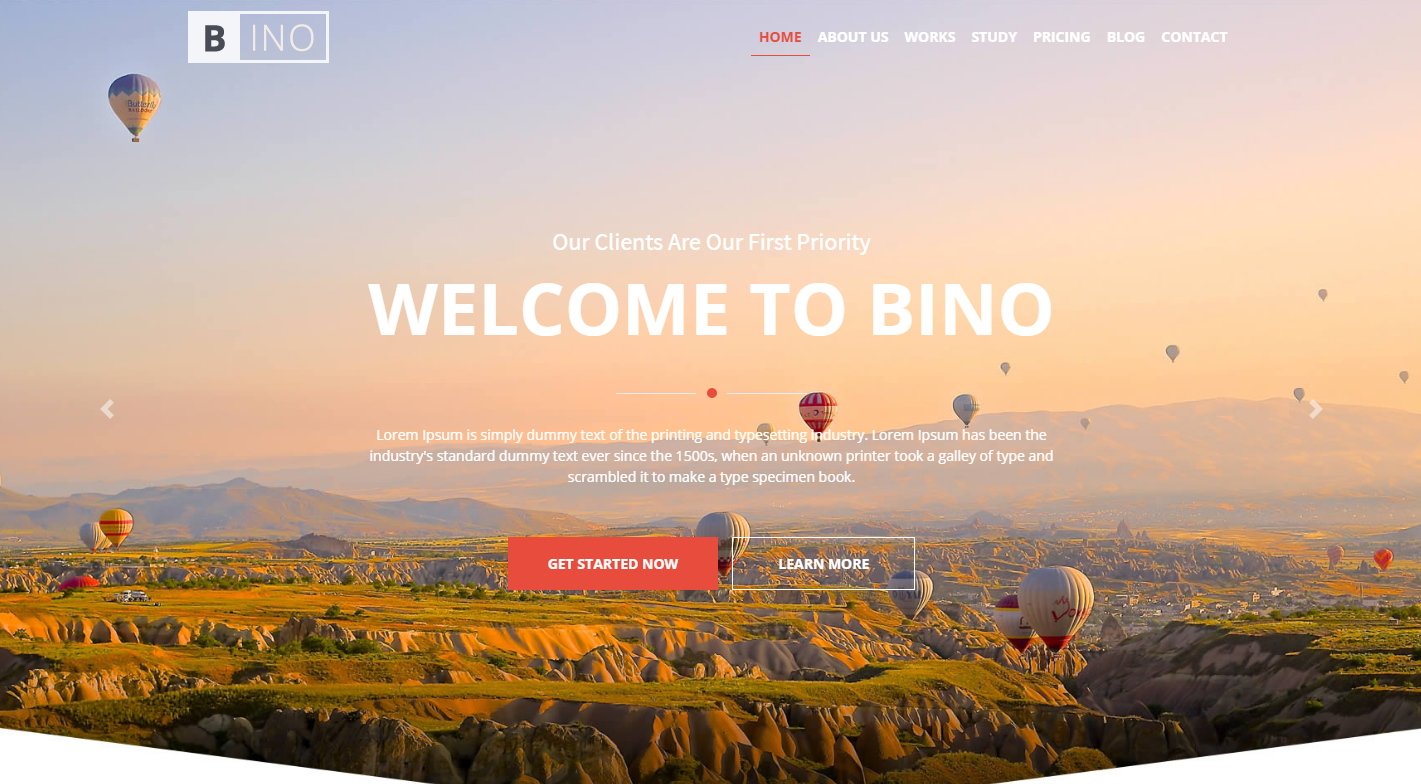 BINO
HOME ABOUT US WORKS STUDY PRICING BLOG CONTACT
Our Clients Are Our First Priority
WELCOME TO BINO
Lorem Ipsum is simply dummy text of the printing and typesetting industry. Lorem Ipsum has been the
industry's standard dummy text ever since the 1500s, when an unknown printer took a galley of type and
scrambled it to make a type specimen book.
GET STARTED NOW LEARN MORE